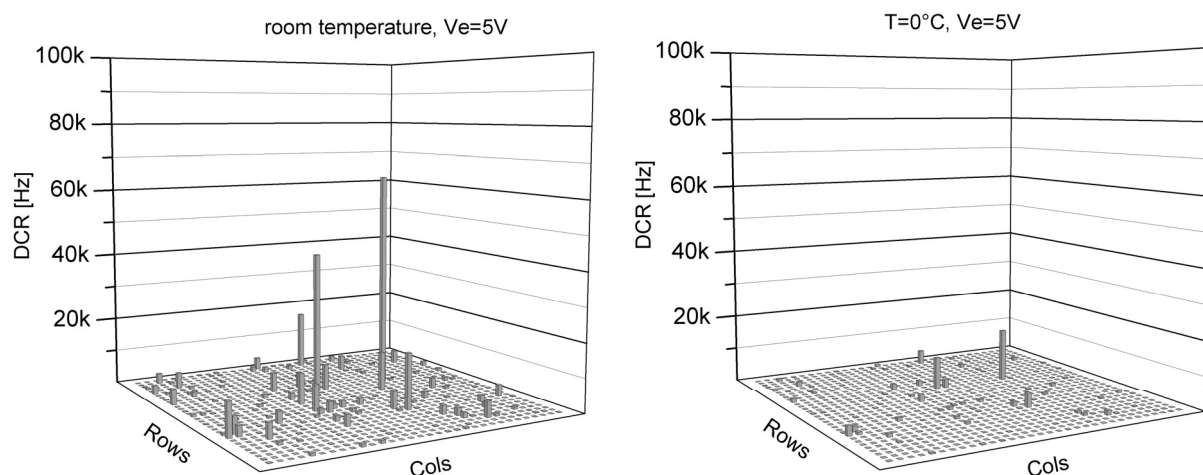 room temperature, Ve=5V
100k
80k
60k
40k
20k
DCR [Hz]
Rows
Cols
T=0°C, Ve=5V
100k
80k
60k
40k
20k
DCR [Hz]
Rows
Cols